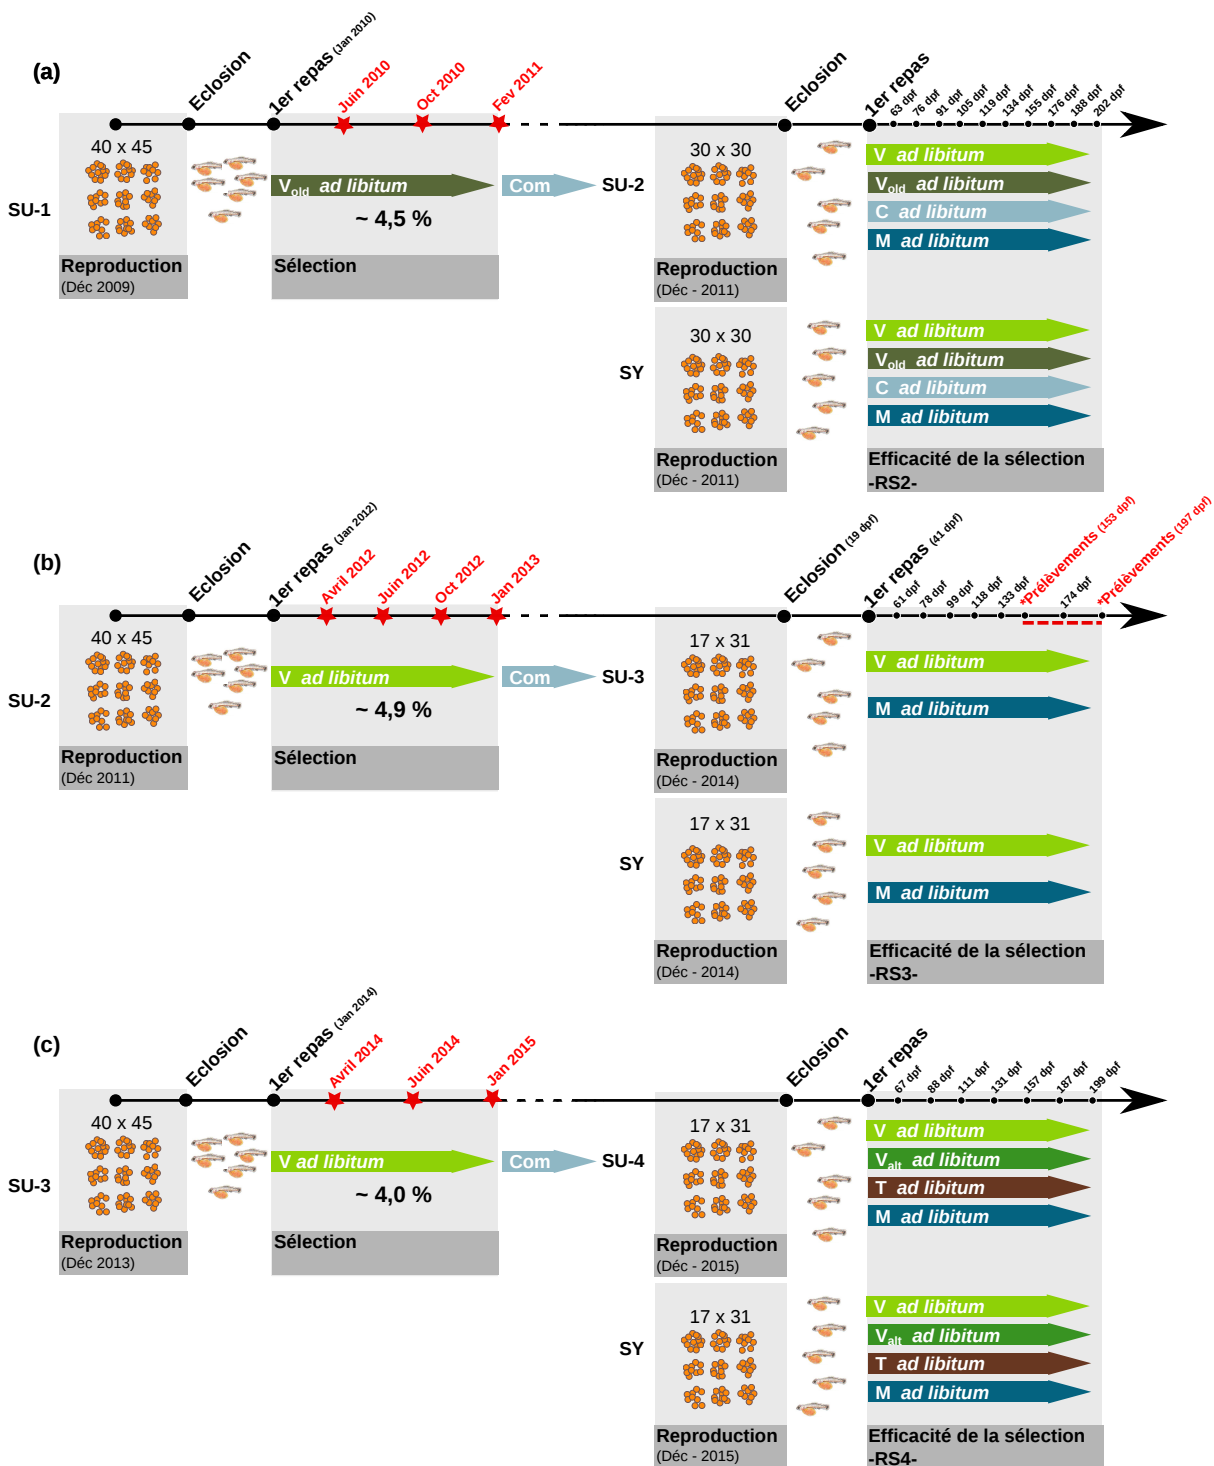 (a)
Eclosion
1er repas (Jan 2010)
Juin 2010
Oct 2010
Fev 2011
Eclosion
1er repas
63 dpf
76 dpf
91 dpf
105 dpf
119 dpf
134 dpf
155 dpf
176 dpf
188 dpf
202 dpf
SU-1
40 x 45
Reproduction
(Déc 2009)
Vold ad libitum
~ 4,5 %
Sélection
Com
SU-2
30 x 30
Reproduction
(Déc - 2011)
V ad libitum
Vold ad libitum
C ad libitum
M ad libitum
SY
30 x 30
Reproduction
(Déc - 2011)
V ad libitum
Vold ad libitum
C ad libitum
M ad libitum
Efficacité de la sélection
-RS2-
(b)
Eclosion
1er repas (Jan 2012)
Avril 2012
Juin 2012
Oct 2012
Jan 2013
Eclosion (19 dpf)
1er repas (41 dpf)
61 dpf
78 dpf
99 dpf
118 dpf
133 dpf
*Prélèvements (153 dpf)
174 dpf
*Prélèvements (197 dpf)
SU-2
40 x 45
Reproduction
(Déc 2011)
V ad libitum
~ 4,9 %
Sélection
Com
SU-3
17 x 31
Reproduction
(Déc - 2014)
V ad libitum
M ad libitum
SY
17 x 31
Reproduction
(Déc - 2014)
V ad libitum
M ad libitum
Efficacité de la sélection
-RS3-
(c)
Eclosion
1er repas (Jan 2014)
Avril 2014
Juin 2014
Jan 2015
Eclosion
1er repas
67 dpf
88 dpf
111 dpf
131 dpf
157 dpf
187 dpf
199 dpf
SU-3
40 x 45
Reproduction
(Déc 2013)
V ad libitum
~ 4,0 %
Sélection
Com
SU-4
17 x 31
Reproduction
(Déc - 2015)
V ad libitum
Valt ad libitum
T ad libitum
M ad libitum
SY
17 x 31
Reproduction
(Déc - 2015)
V ad libitum
Valt ad libitum
T ad libitum
M ad libitum
Efficacité de la sélection
-RS4-